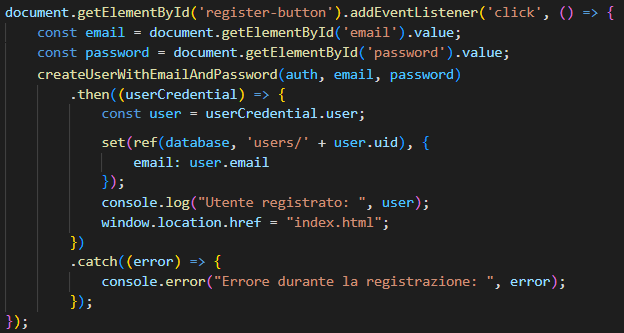 document.getElementById('register-button').addEventListener('click', () => {
    const email = document.getElementById('email').value;
    const password = document.getElementById('password').value;
    createUserWithEmailAndPassword(auth, email, password)
        .then((userCredential) => {
            const user = userCredential.user;
            set(ref(database, 'users/' + user.uid), {
                email: user.email
            });
            console.log("Utente registrato: ", user);
            window.location.href = "index.html";
        })
        .catch((error) => {
            console.error("Errore durante la registrazione: ", error);
        });
});